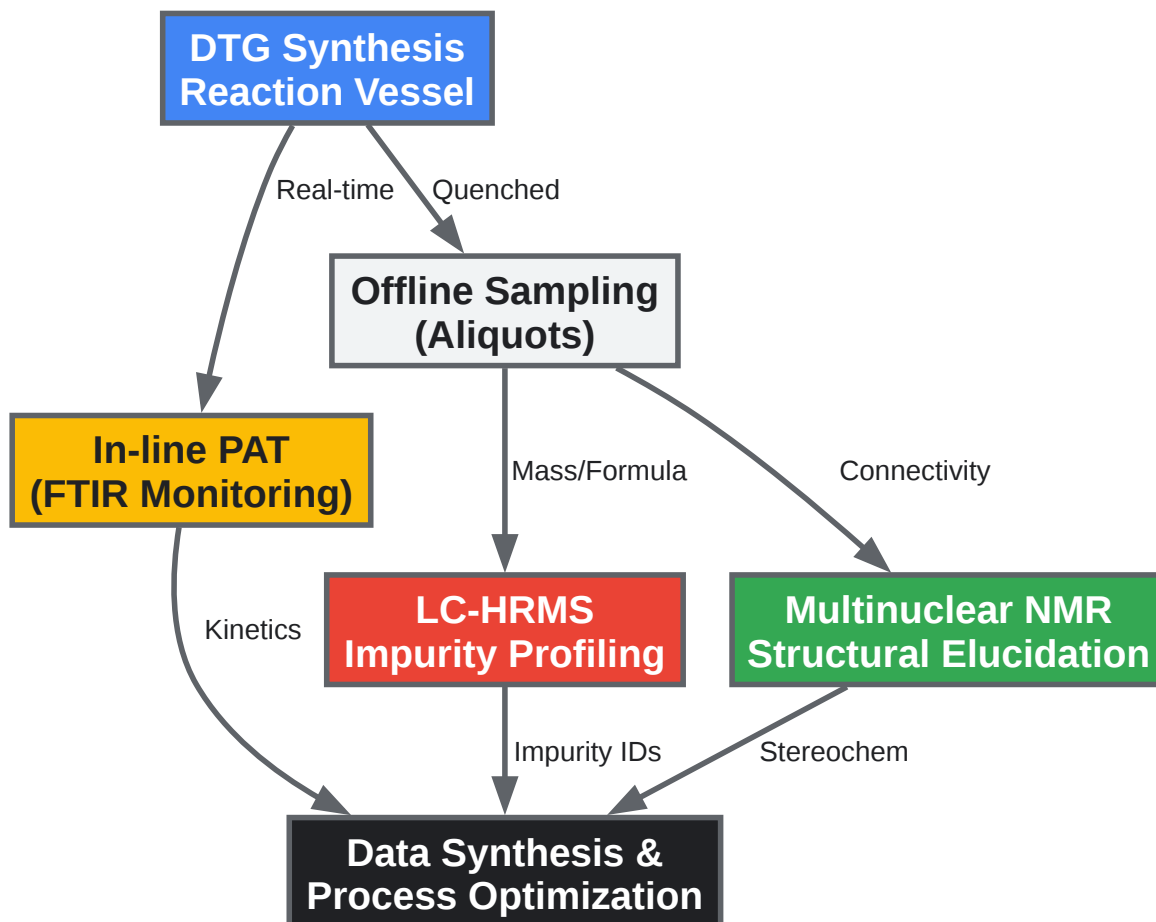 DTG Synthesis
Reaction Vessel
Real-time
Quenched
Offline Sampling
(Aliquots)
In-line PAT
(FTIR Monitoring)
Mass/Formula
Connectivity
Kinetics
LC-HRMS
Impurity Profiling
Multinuclear NMR
Structural Elucidation
Impurity IDs
Stereochem
Data Synthesis &
Process Optimization